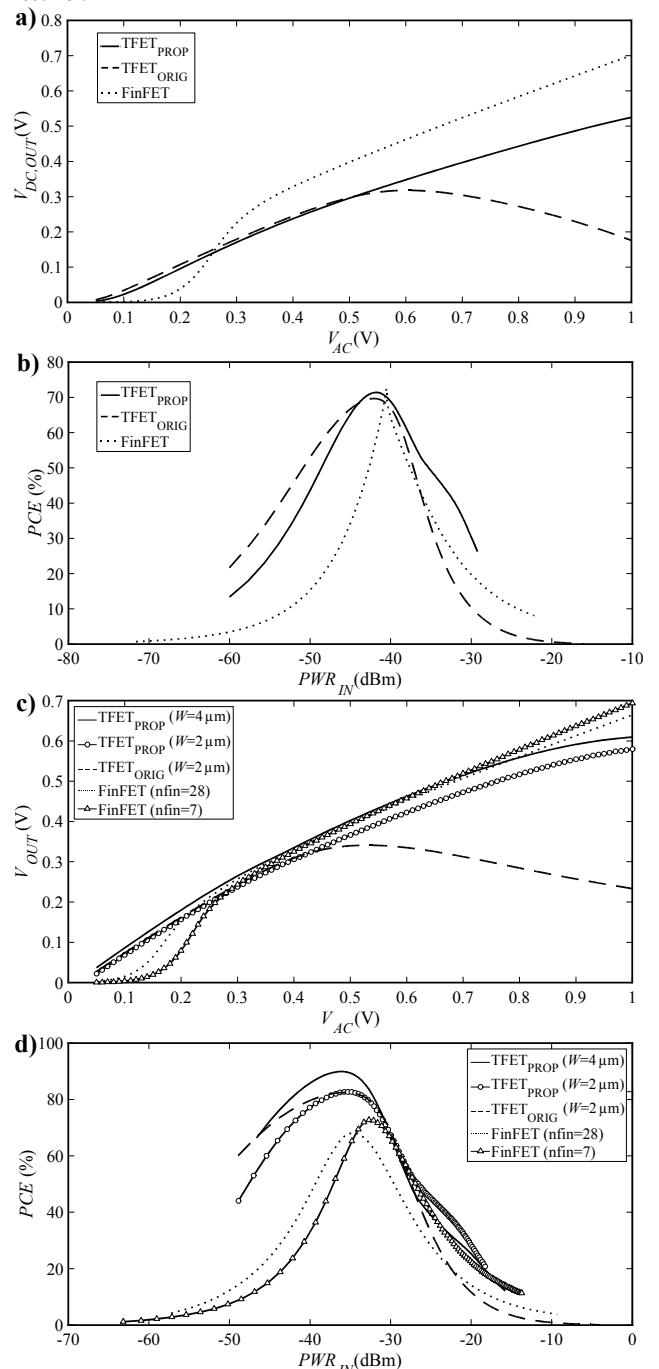 a)
0.8
0.7
0.6
0.5
0.4
0.3
0.2
0.1
0
V_DC,OUT (V)
TFET_PROP
TFET_ORIG
FinFET
0 0.1 0.2 0.3 0.4 0.5 0.6 0.7 0.8 0.9 1
V_AC (V)
b)
80
70
60
50
40
30
20
10
0
PCE (%)
TFET_PROP
TFET_ORIG
FinFET
-80 -70 -60 -50 -40 -30 -20 -10
PWR_IN (dBm)
c)
0.7
0.6
0.5
0.4
0.3
0.2
0.1
0
V_OUT (V)
TFET_PROP (W=4 µm)
TFET_PROP (W=2 µm)
TFET_ORIG (W=2 µm)
FinFET (nfin=28)
FinFET (nfin=7)
0 0.1 0.2 0.3 0.4 0.5 0.6 0.7 0.8 0.9 1
V_AC (V)
d)
100
80
60
40
20
0
PCE (%)
TFET_PROP (W=4 µm)
TFET_PROP (W=2 µm)
TFET_ORIG (W=2 µm)
FinFET (nfin=28)
FinFET (nfin=7)
-70 -60 -50 -40 -30 -20 -10 0
PWR_IN (dBm)